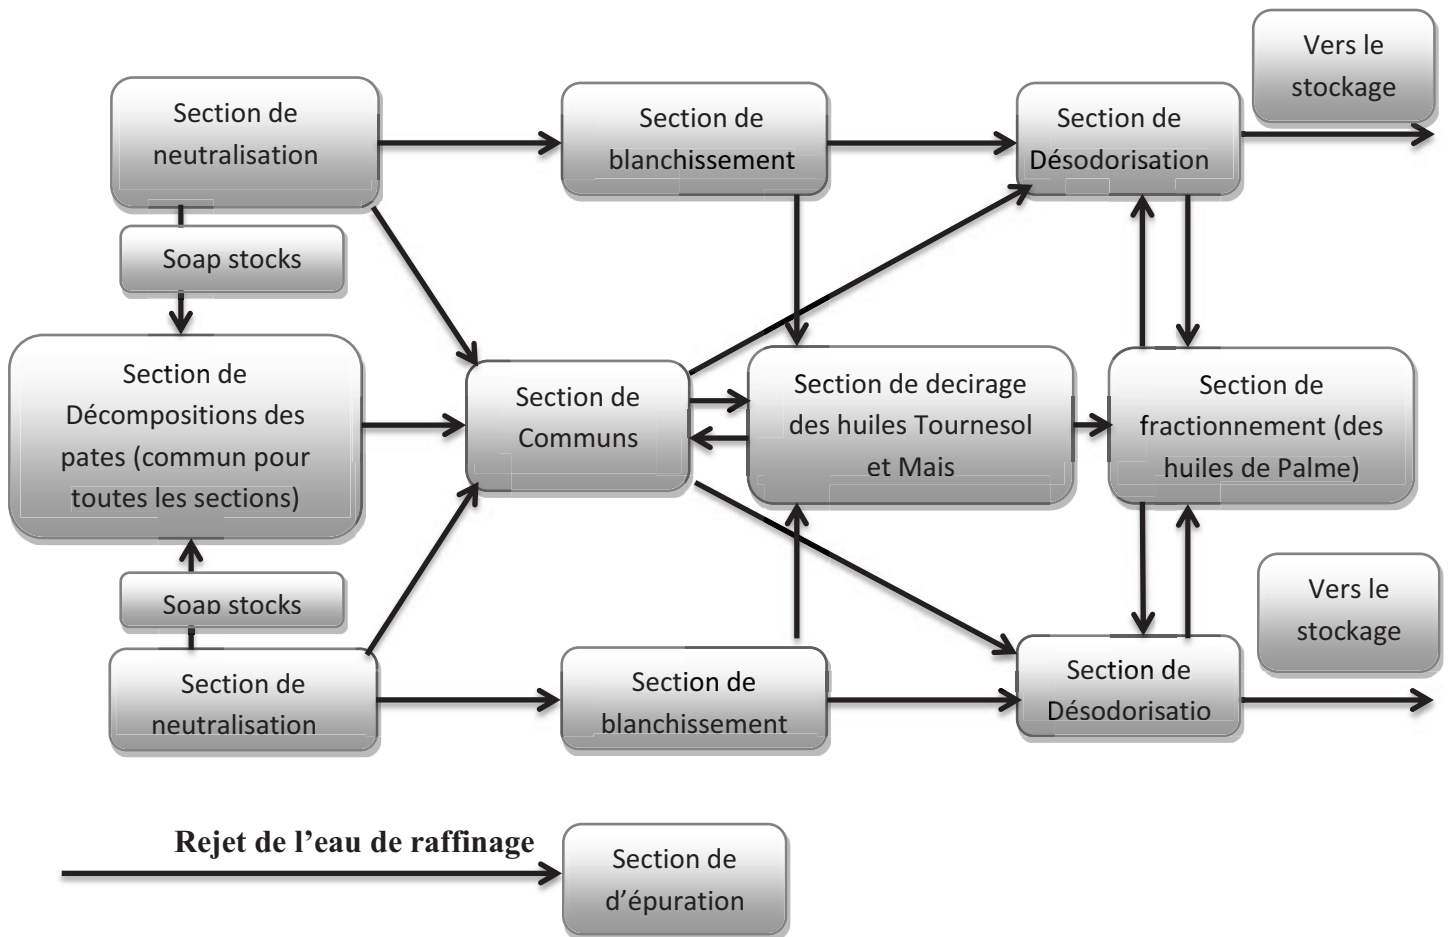 Vers le
stockage
Section de
neutralisation
Section de
blanchissement
Section de
Désodorisation
Soap stocks
Section de
Décompositions des
pates (commun pour
toutes les sections)
Section de
Communs
Section de decirage
des huiles Tournesol
et Mais
Section de
fractionnement (des
huiles de Palme)
Soap stocks
Vers le
stockage
Section de
neutralisation
Section de
blanchissement
Section de
Désodorisatio
Rejet de l’eau de raffinage
Section de
d’épuration